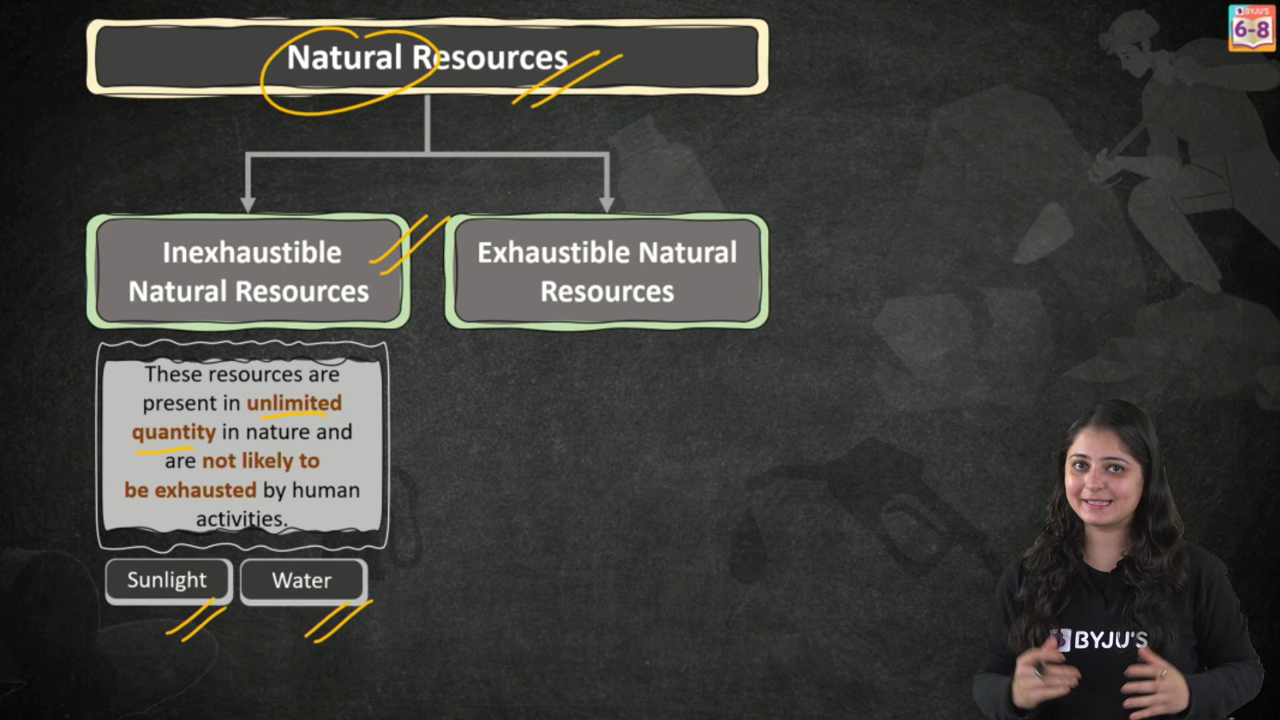 Natural Resources
BYJU'S
6-8
Inexhaustible
Natural Resources
Exhaustible Natural
Resources
These resources are
present in unlimited
quantity in nature and
are not likely to
be exhausted by human
activities.
Sunlight
Water
BYJU'S